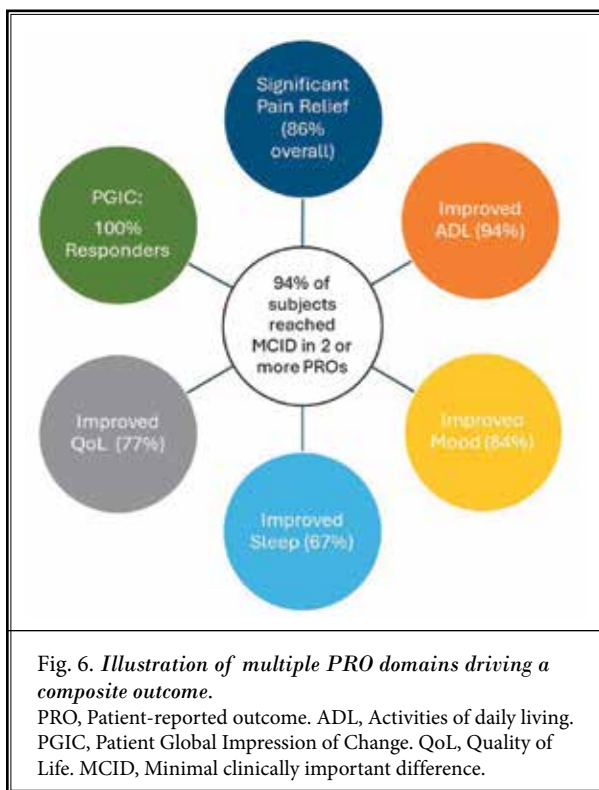 Significant
Pain Relief
(86%
overall)
PGIC:
100%
Responders
Improved
ADL (94%)
94% of
subjects
reached
MCID in 2 or
more PROs
Improved
QoL (77%)
Improved
Mood (84%)
Improved
Sleep (67%)
Fig. 6. Illustration of multiple PRO domains driving a
composite outcome.
PRO, Patient-reported outcome. ADL, Activities of daily living.
PGIC, Patient Global Impression of Change. QoL, Quality of
Life. MCID, Minimal clinically important difference.